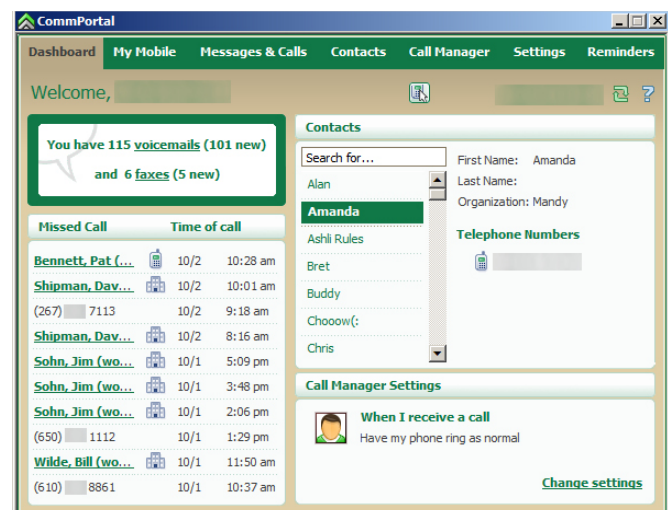 CommPortal
Dashboard My Mobile Messages & Calls Contacts Call Manager Settings Reminders
Welcome,
You have 115 voicemails (101 new)
and 6 faxes (5 new)
Missed Call Time of call
Bennett, Pat (... 10/2 10:28 am
Shipman, Dav... 10/2 10:01 am
(267) 7113 10/2 9:18 am
Shipman, Dav... 10/2 8:16 am
Sohn, Jim (wo... 10/1 5:09 pm
Sohn, Jim (wo... 10/1 3:48 pm
Sohn, Jim (wo... 10/1 2:06 pm
(650) 1112 10/1 1:29 pm
Wilde, Bill (wo... 10/1 11:50 am
(610) 8861 10/1 10:37 am
Contacts
Search for...
Alan
Amanda
Ashli Rules
Bret
Buddy
Chooow(:
Chris
First Name: Amanda
Last Name:
Organization: Mandy
Telephone Numbers
Call Manager Settings
When I receive a call
Have my phone ring as normal
Change settings